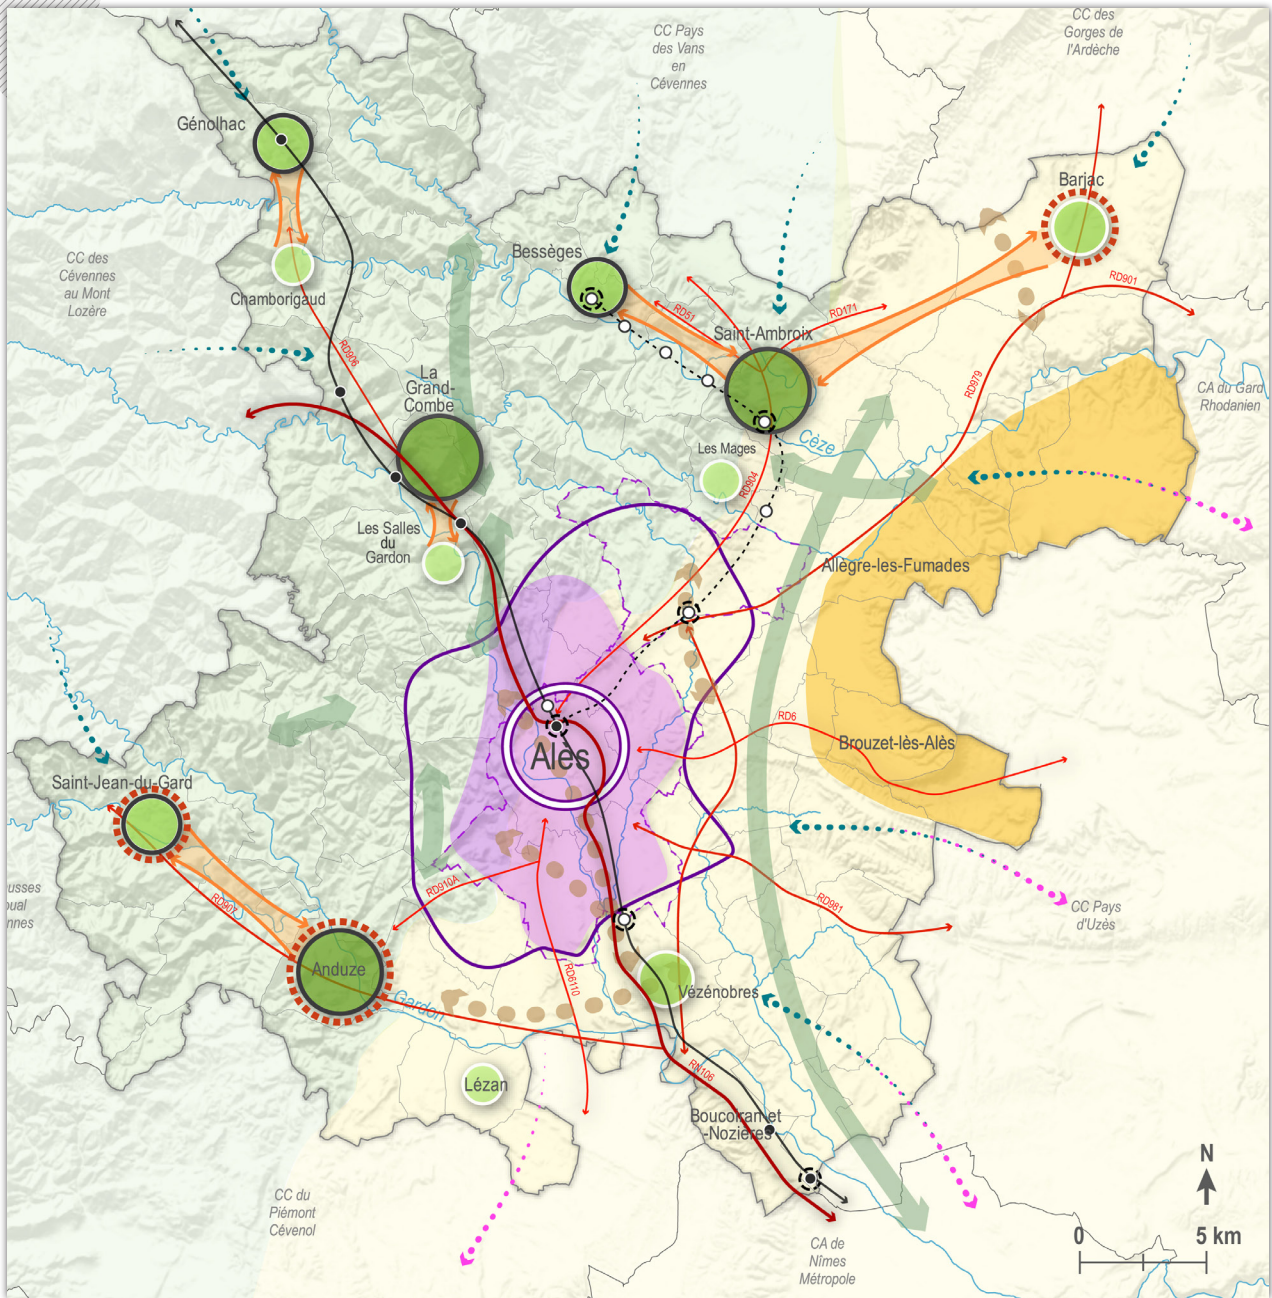 CC Pays
des Vans
en
Cévennes
CC des
Gorges de
l'Ardèche
Génolhac
Barjac
CC des
Cévennes
au Mont
Lozère
Bessèges
Chamborigaud
RD901
RD51
RD171
Saint-Ambroix
RD906
La
Grand-
Combe
RD979
CA du Gard
Rhodanien
Cèze
Les Mages
RD904
Les Salles
du
Gardon
Allègre-les-Fumades
RD6
Brouzet-lès-Alès
Alès
Saint-Jean-du-Gard
RD910A
RD907
RD981
usses
nnes
CC Pays
d'Uzès
Anduze
RD6110
Vézénobres
Gardon
RN106
Lézan
Boucoiran et
-Nozières
CC du
Piémont
Cévenol
CA de
Nîmes
Métropole
N
0 5 km